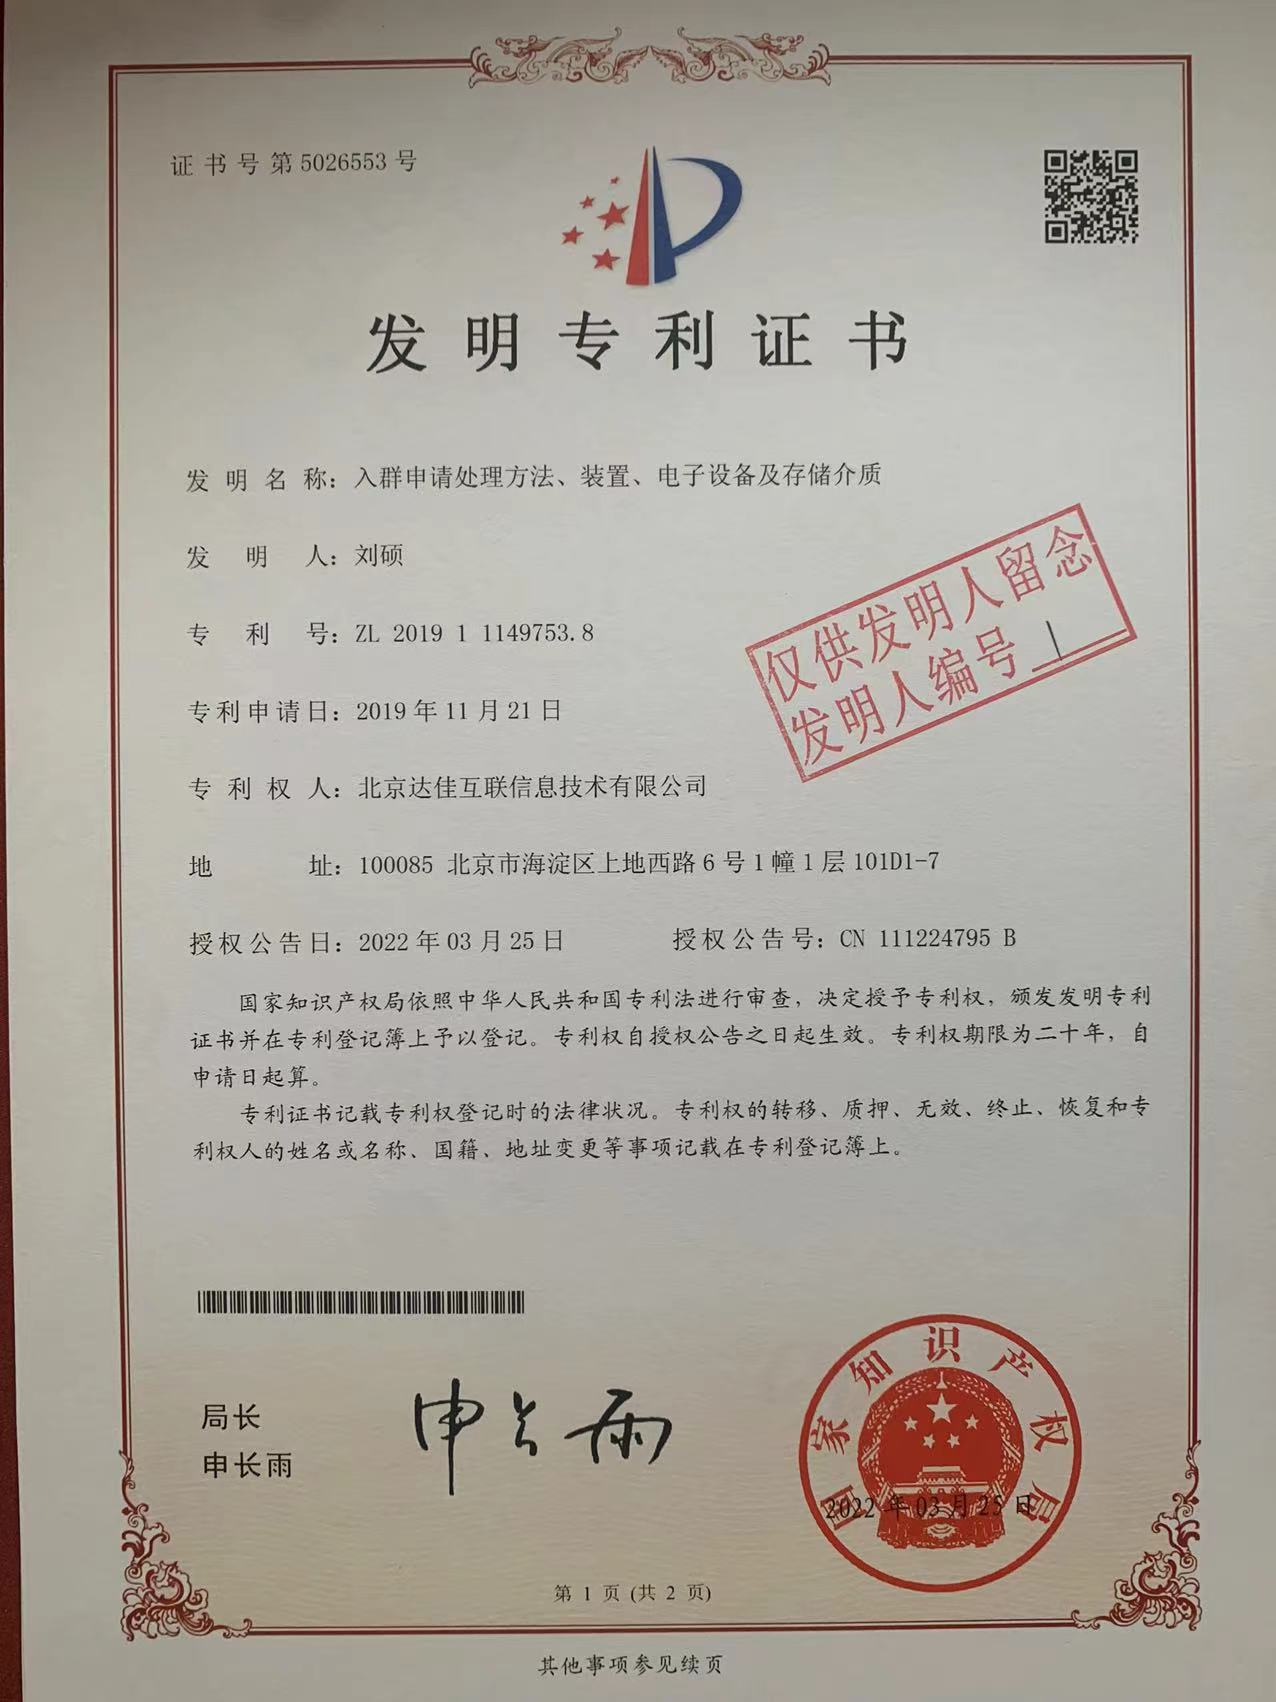 证书号第5026553号
发明专利证书
发明名称：入群申请处理方法、装置、电子设备及存储介质
发明人：刘硕
专利号：ZL 2019 1 1149753.8
专利申请日：2019年11月21日
专利权人：北京达佳互联信息技术有限公司
地址：100085 北京市海淀区上地西路6号1幢1层101D1-7
授权公告日：2022年03月25日 授权公告号：CN 111224795 B
仅供发明人留念
发明人编号 1
国家知识产权局依照中华人民共和国专利法进行审查，决定授予专利权，颁发发明专利
证书并在专利登记簿上予以登记。专利权自授权公告之日起生效。专利权期限为二十年，自
申请日起算。
专利证书记载专利权登记时的法律状况。专利权的转移、质押、无效、终止、恢复和专
利权人的姓名或名称、国籍、地址变更等事项记载在专利登记簿上。
局长
申长雨
申长雨
国家知识产权局
2022年03月25日
第 1 页 (共 2 页)
其他事项参见续页